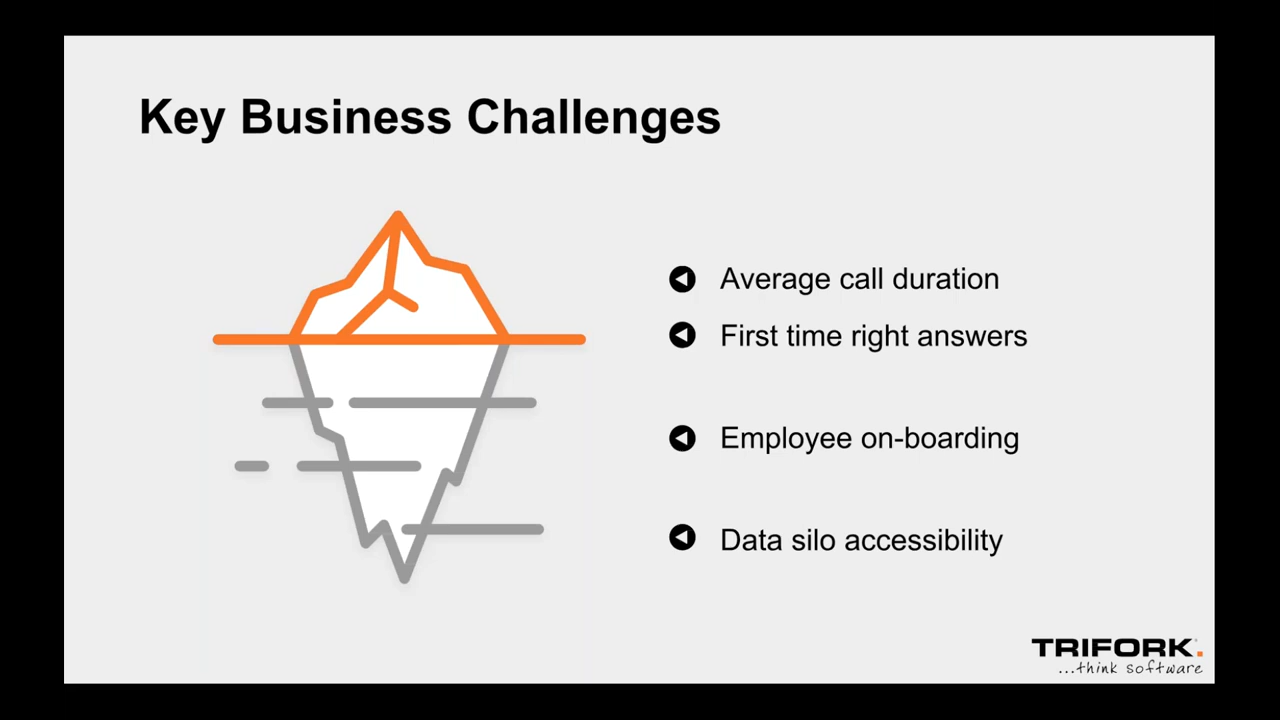 Key Business Challenges
Average call duration
First time right answers
Employee on-boarding
Data silo accessibility
TRIFORK.
...think software